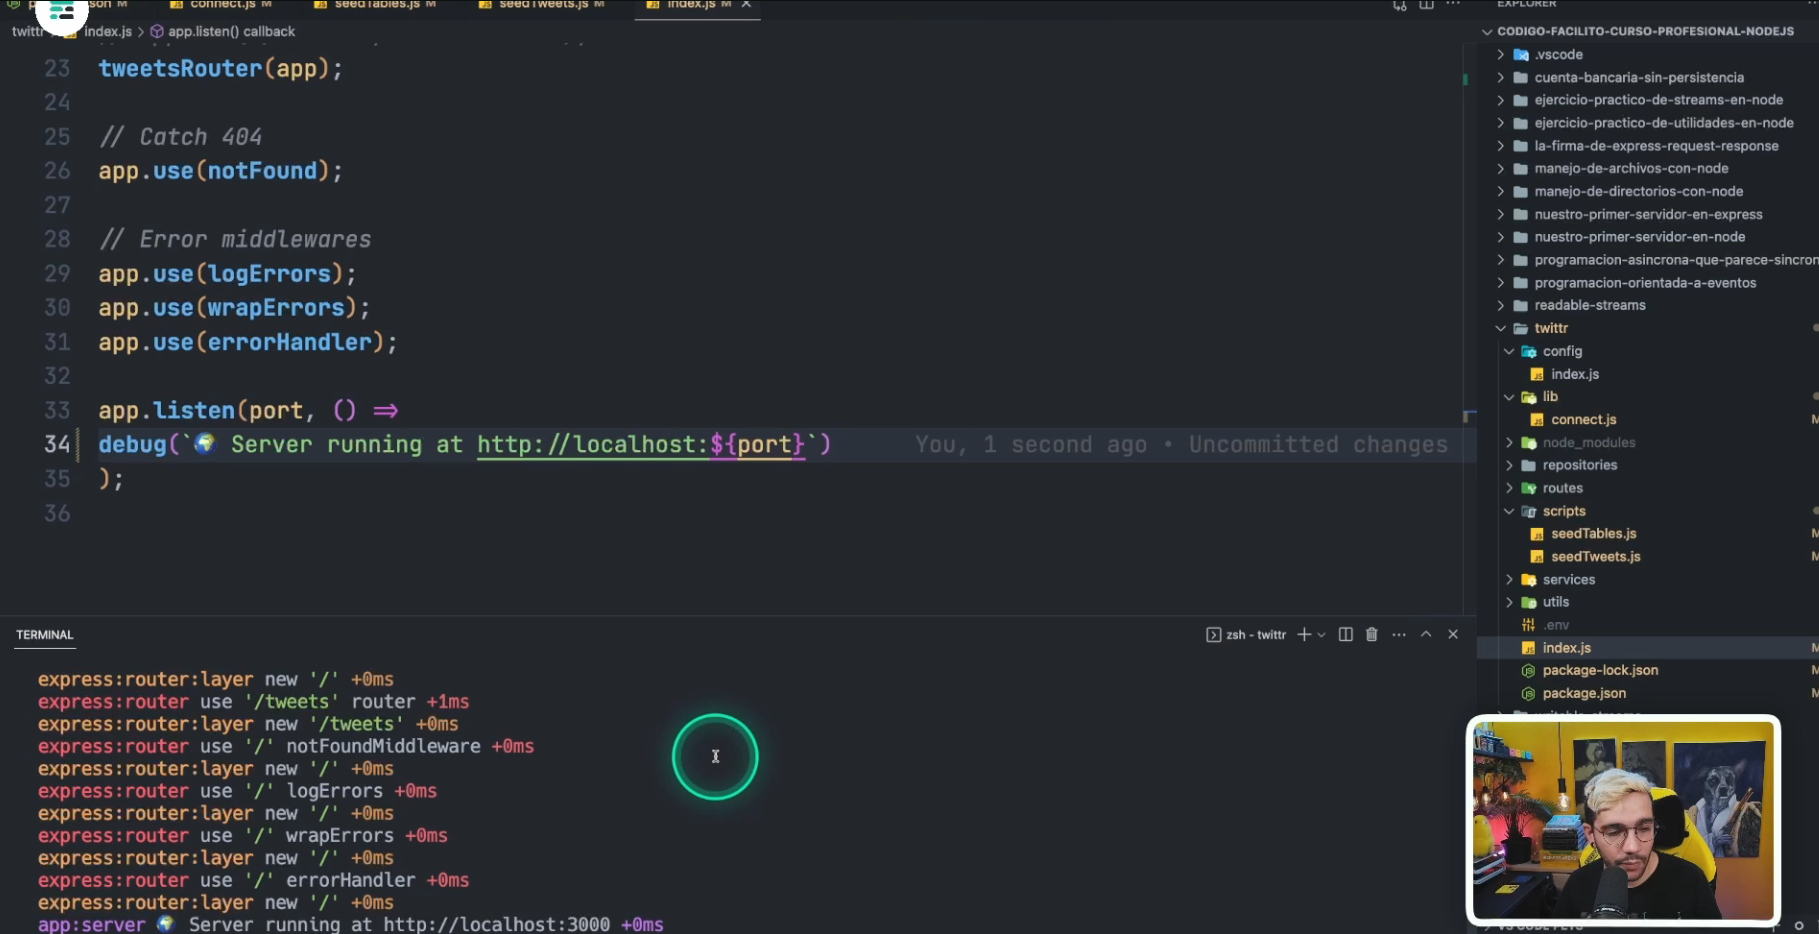 connect.js M
seedTables.js M
seedTweets.js M
index.js M
twittr
index.js > app.listen() callback
23 tweetsRouter(app);
24
25 // Catch 404
26 app.use(notFound);
27
28 // Error middlewares
29 app.use(logErrors);
30 app.use(wrapErrors);
31 app.use(errorHandler);
32
33 app.listen(port, () =>
34 debug(`🌍 Server running at http://localhost:${port}`) You, 1 second ago • Uncommitted changes
35 );
36
TERMINAL
zsh - twittr
express:router:layer new '/' +0ms
express:router use '/tweets' router +1ms
express:router:layer new '/tweets' +0ms
express:router use '/' notFoundMiddleware +0ms
express:router:layer new '/' +0ms
express:router use '/' logErrors +0ms
express:router:layer new '/' +0ms
express:router use '/' wrapErrors +0ms
express:router:layer new '/' +0ms
express:router use '/' errorHandler +0ms
express:router:layer new '/' +0ms
app:server 🌍 Server running at http://localhost:3000 +0ms
EXPLORER
CODIGO-FACILITO-CURSO-PROFESIONAL-NODEJS
.vscode
cuenta-bancaria-sin-persistencia
ejercicio-practico-de-streams-en-node
ejercicio-practico-de-utilidades-en-node
la-firma-de-express-request-response
manejo-de-archivos-con-node
manejo-de-directorios-con-node
nuestro-primer-servidor-en-express
nuestro-primer-servidor-en-node
programacion-asincrona-que-parece-sincron
programacion-orientada-a-eventos
readable-streams
twittr
config
index.js
lib
connect.js
node_modules
repositories
routes
scripts
seedTables.js
seedTweets.js
services
utils
.env
index.js
package-lock.json
package.json